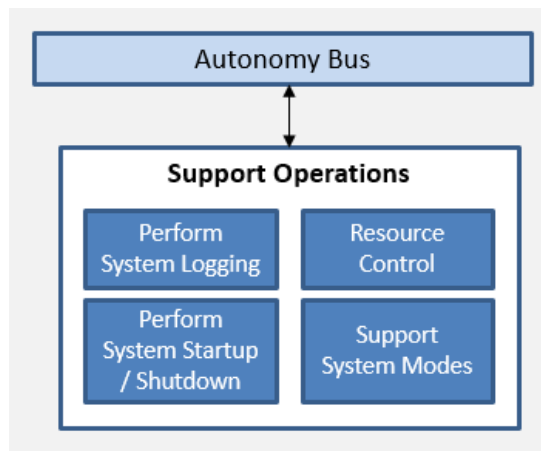 Autonomy Bus
Support Operations
Perform
System Logging
Resource
Control
Perform
System Startup
/ Shutdown
Support
System Modes